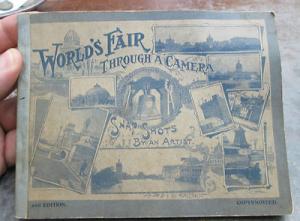 WORLD'S FAIR
THROUGH A CAMERA
SNAP SHOTS
BY AN ARTIST.
EDITION.
COPYRIGHTED.